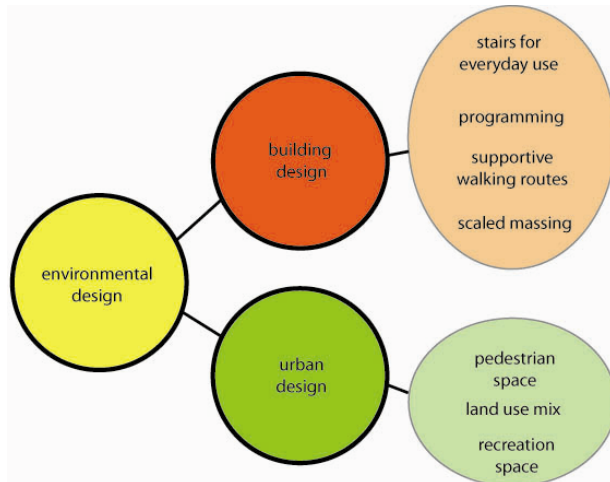 environmental
design
building
design
stairs for
everyday use
programming
supportive
walking routes
scaled massing
urban
design
pedestrian
space
land use mix
recreation
space